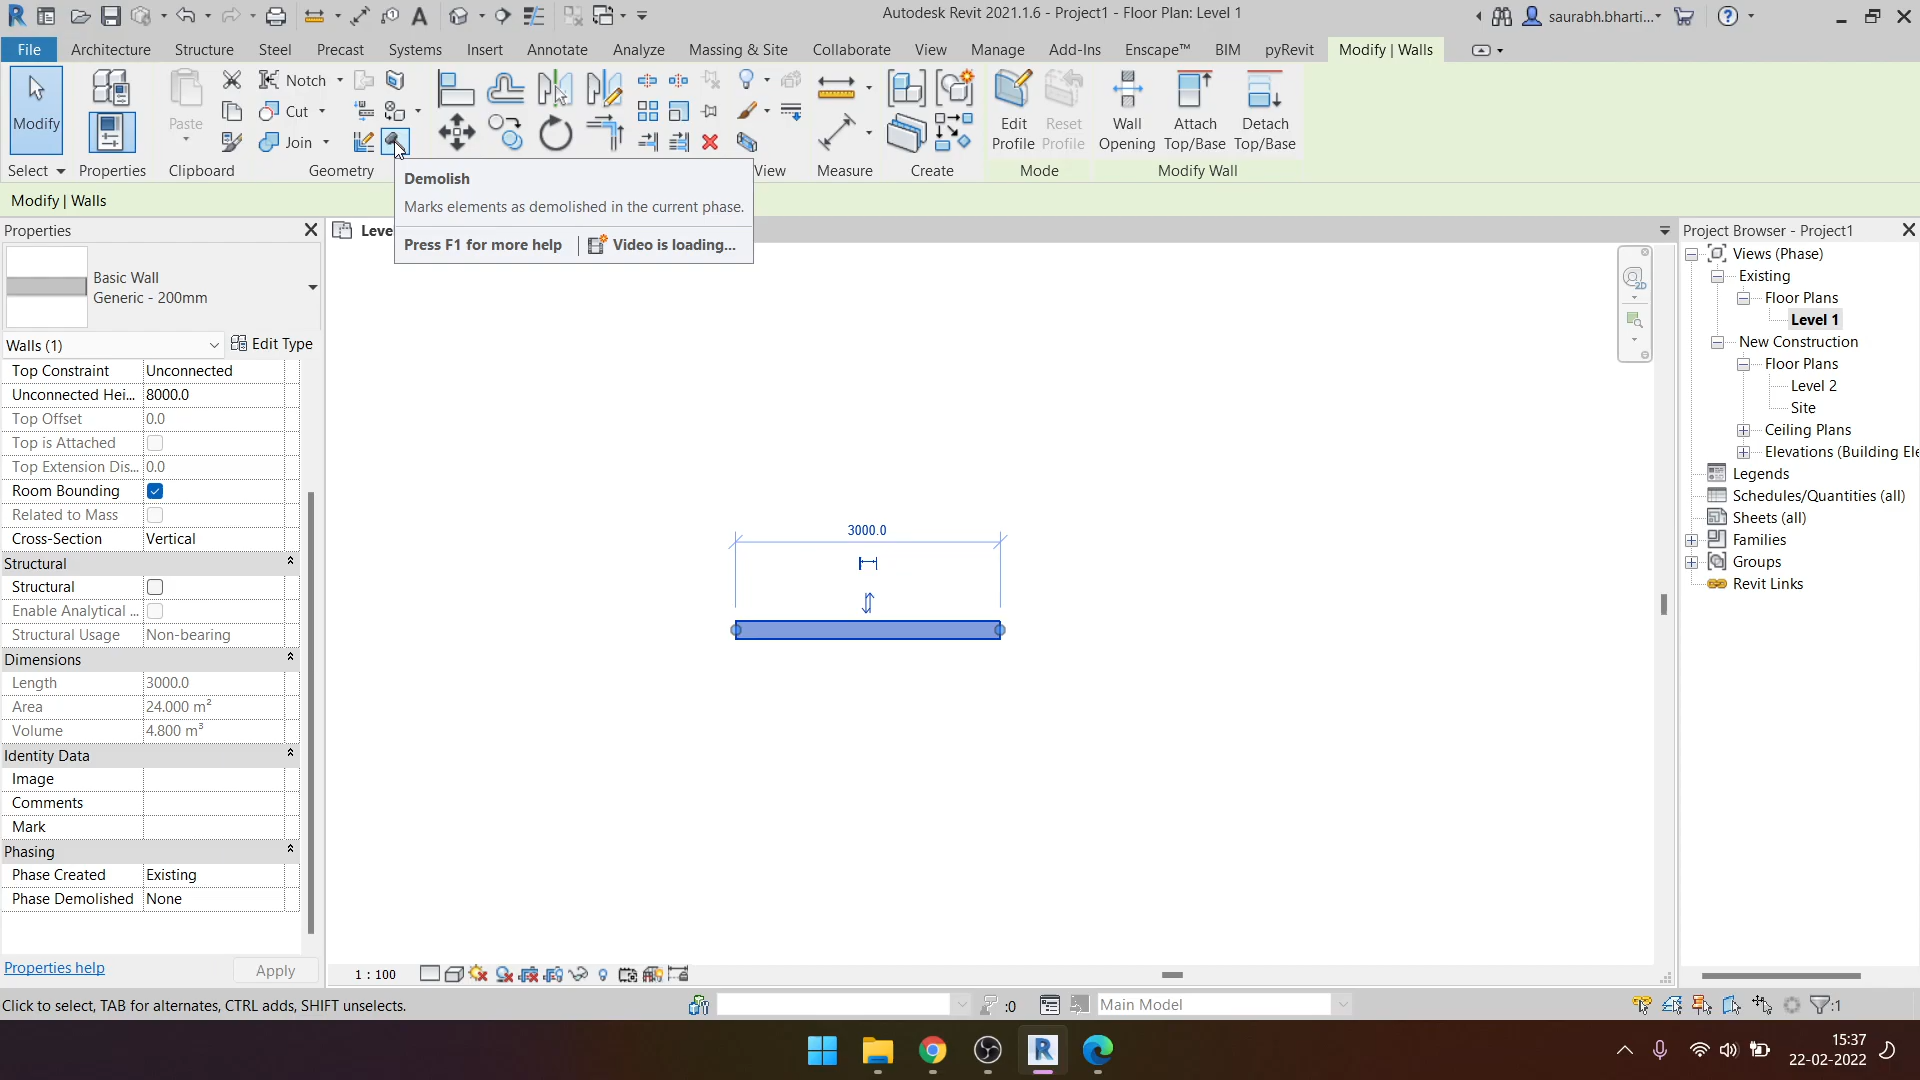 Autodesk Revit 2021.1.6 - Project1 - Floor Plan: Level 1
saurabh.bharti...
File Architecture Structure Steel Precast Systems Insert Annotate Analyze Massing & Site Collaborate View Manage Add-Ins Enscape™ BIM pyRevit Modify | Walls
Modify
Paste
Notch
Cut
Join
Edit Profile
Reset Profile
Wall Opening
Attach Top/Base
Detach Top/Base
Select Properties Clipboard Geometry View Measure Create Mode Modify Wall
Demolish
Marks elements as demolished in the current phase.
Press F1 for more help
Video is loading...
Modify | Walls
Properties
Basic Wall
Generic - 200mm
Walls (1)
Edit Type
Top Constraint Unconnected
Unconnected Hei... 8000.0
Top Offset 0.0
Top is Attached
Top Extension Dis... 0.0
Room Bounding
Related to Mass
Cross-Section Vertical
Structural
Structural
Enable Analytical ...
Structural Usage Non-bearing
Dimensions
Length 3000.0
Area 24.000 m²
Volume 4.800 m³
Identity Data
Image
Comments
Mark
Phasing
Phase Created Existing
Phase Demolished None
Properties help
Apply
Leve
3000.0
2D
1 : 100
Project Browser - Project1
Views (Phase)
Existing
Floor Plans
Level 1
New Construction
Floor Plans
Level 2
Site
Ceiling Plans
Elevations (Building Ele
Legends
Schedules/Quantities (all)
Sheets (all)
Families
Groups
Revit Links
Click to select, TAB for alternates, CTRL adds, SHIFT unselects.
:0
Main Model
:1
15:37
22-02-2022